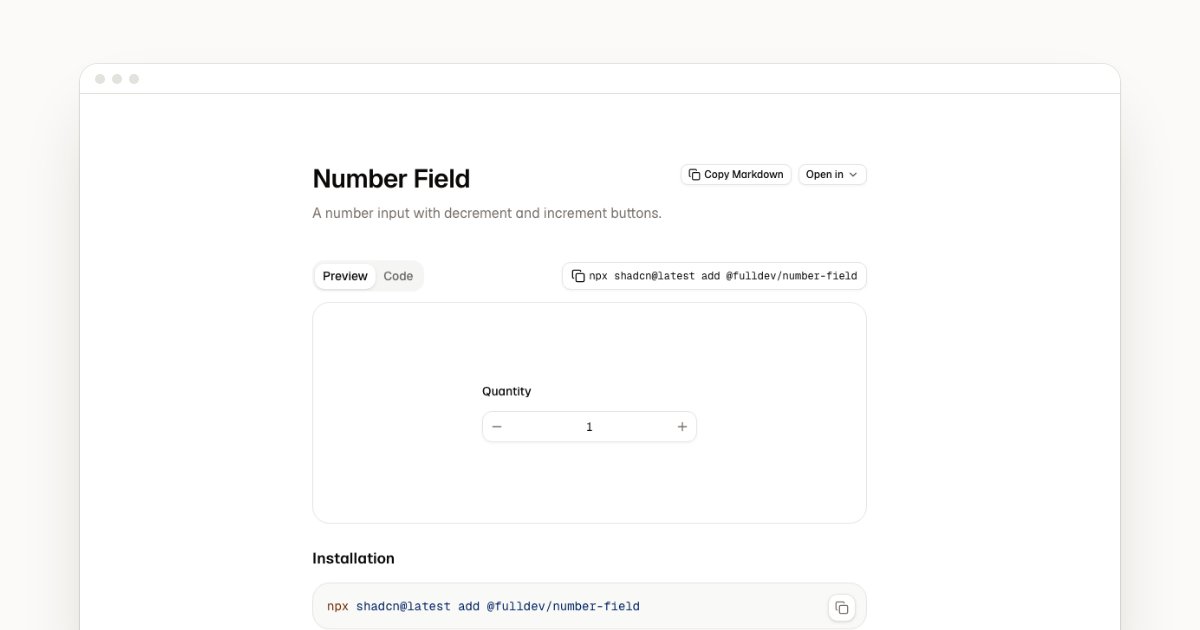 Number Field
Copy Markdown
Open in
A number input with decrement and increment buttons.
Preview
Code
npx shadcn@latest add @fulldev/number-field
Quantity
1
Installation
npx shadcn@latest add @fulldev/number-field